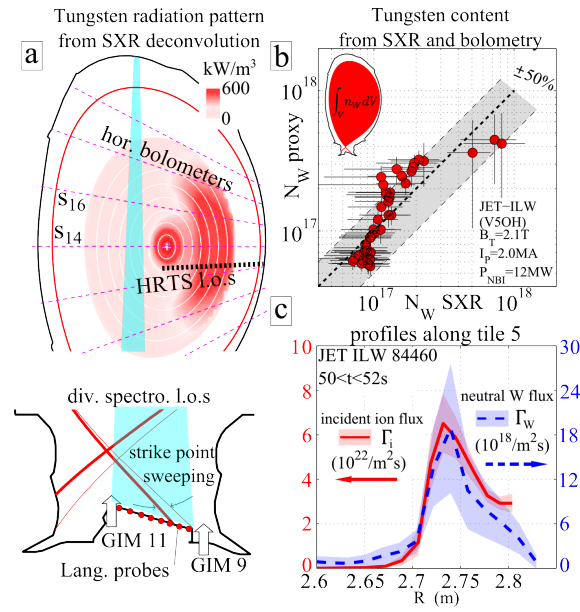 Tungsten radiation pattern
from SXR deconvolution
a
kW/m³
600
0
hor. bolometers
S₁₆
S₁₄
HRTS l.o.s
Tungsten content
from SXR and bolometry
b
±50%
∫ᵥ n_W dV
10¹⁸
10¹⁷
N_W proxy
JET−ILW
(V5OH)
B_T=2.1T
I_P=2.0MA
P_NBI=12MW
10¹⁷
10¹⁸
N_W SXR
div. spectro. l.o.s
strike point
sweeping
GIM 11
GIM 9
Lang. probes
c
profiles along tile 5
10
8
6
4
2
0
JET ILW 84460
50<t<52s
incident ion flux
Γ_i
(10²²/m²s)
neutral W flux
Γ_W
(10¹⁸/m²s)
30
24
18
12
6
0
2.6
2.65
2.7
2.75
2.8
R (m)